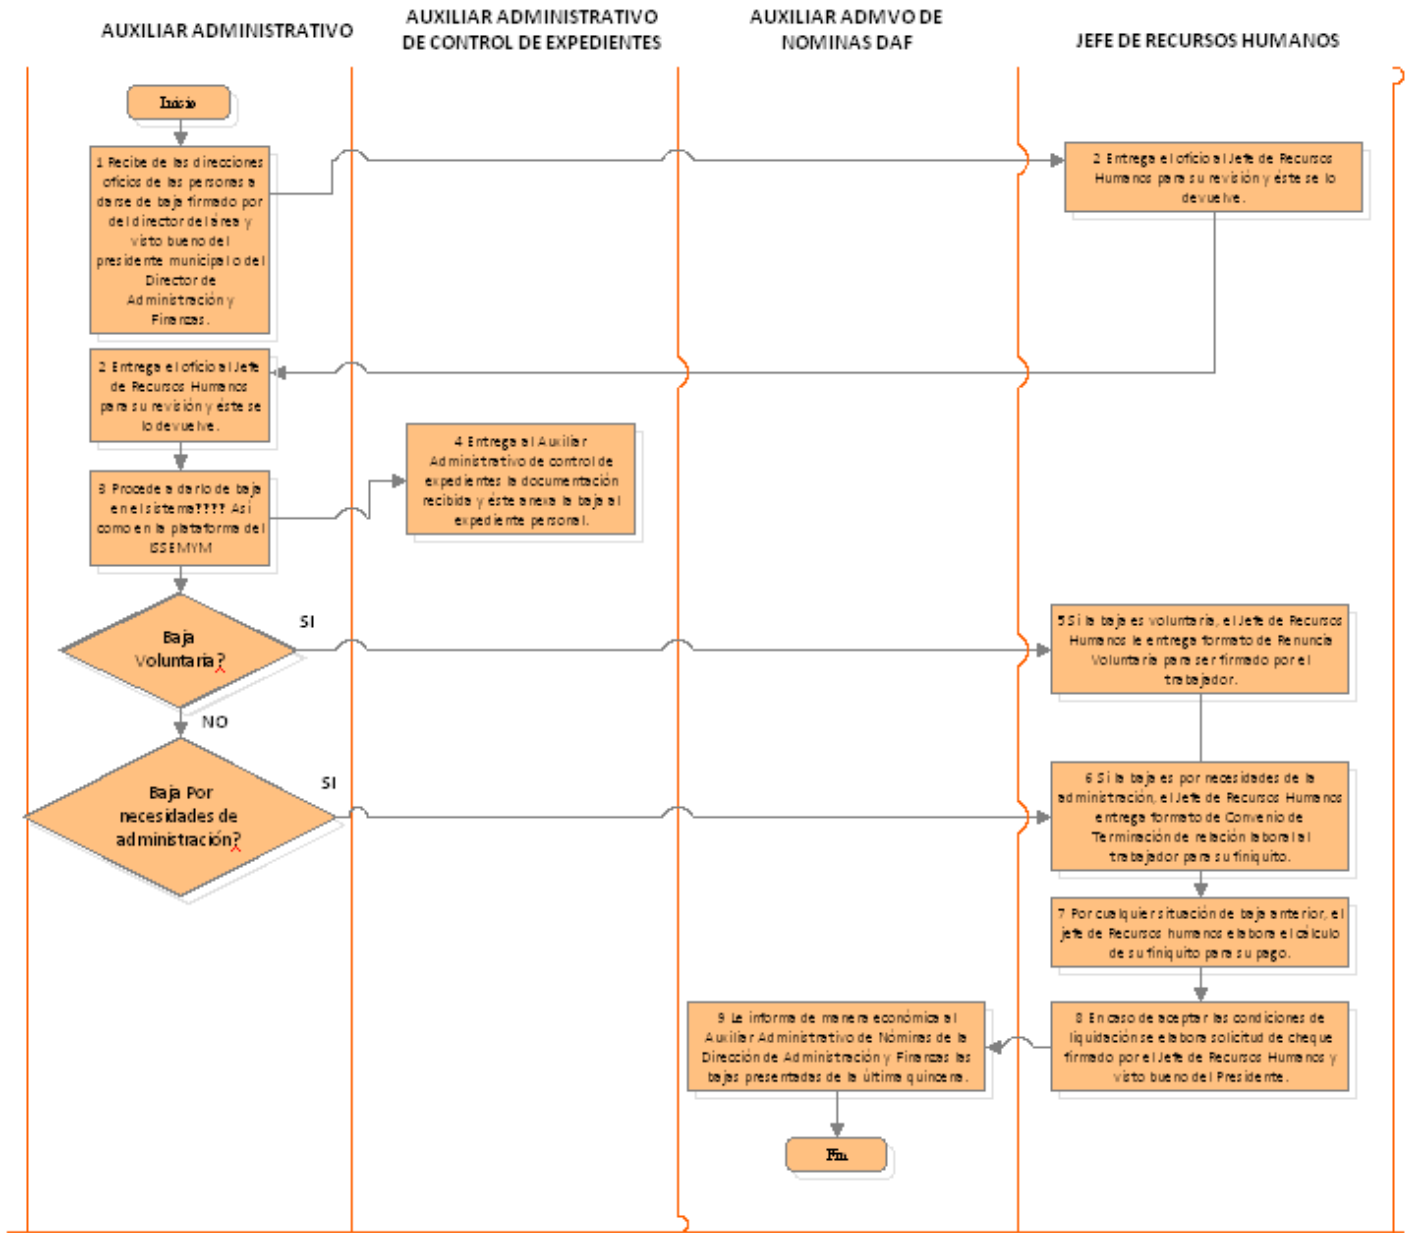 AUXILIAR ADMINISTRATIVO
AUXILIAR ADMINISTRATIVO
DE CONTROL DE EXPEDIENTES
AUXILIAR ADMVO DE
NOMINAS DAF
JEFE DE RECURSOS HUMANOS
Inicio
1 Recibe de las direcciones
oficios de las personas a
darse de baja firmado por
del director del área y
visto bueno del
presidente municipal o del
Director de
Administración y
Finanzas.
2 Entrega el oficio al Jefe de Recursos
Humanos para su revisión y éste se lo
devuelve.
2 Entrega el oficio al Jefe
de Recursos Humanos
para su revisión y éste se
lo devuelve.
4 Entrega al Auxiliar
Administrativo de control de
expedientes la documentación
recibida y éste anexa la baja al
expediente personal.
3 Procede a darlo de baja
en el sistema???? Así
como en la plataforma del
ISSEMYM
Baja
Voluntaria?
SI
5 Si la baja es voluntaria, el Jefe de Recursos
Humanos le entrega formato de Renuncia
Voluntaria para ser firmado por el
trabajador.
NO
Baja Por
necesidades de
administración?
SI
6 Si la baja es por necesidades de la
administración, el Jefe de Recursos Humanos
entrega formato de Convenio de
Terminación de relación laboral al
trabajador para su finiquito.
7 Por cualquier situación de baja anterior, el
jefe de Recursos humanos elabora el cálculo
de su finiquito para su pago.
9 Le informa de manera económica al
Auxiliar Administrativo de Nóminas de la
Dirección de Administración y Finanzas las
bajas presentadas de la última quincena.
8 En caso de aceptar las condiciones de
liquidación se elabora solicitud de cheque
firmado por el Jefe de Recursos Humanos y
visto bueno del Presidente.
Fin